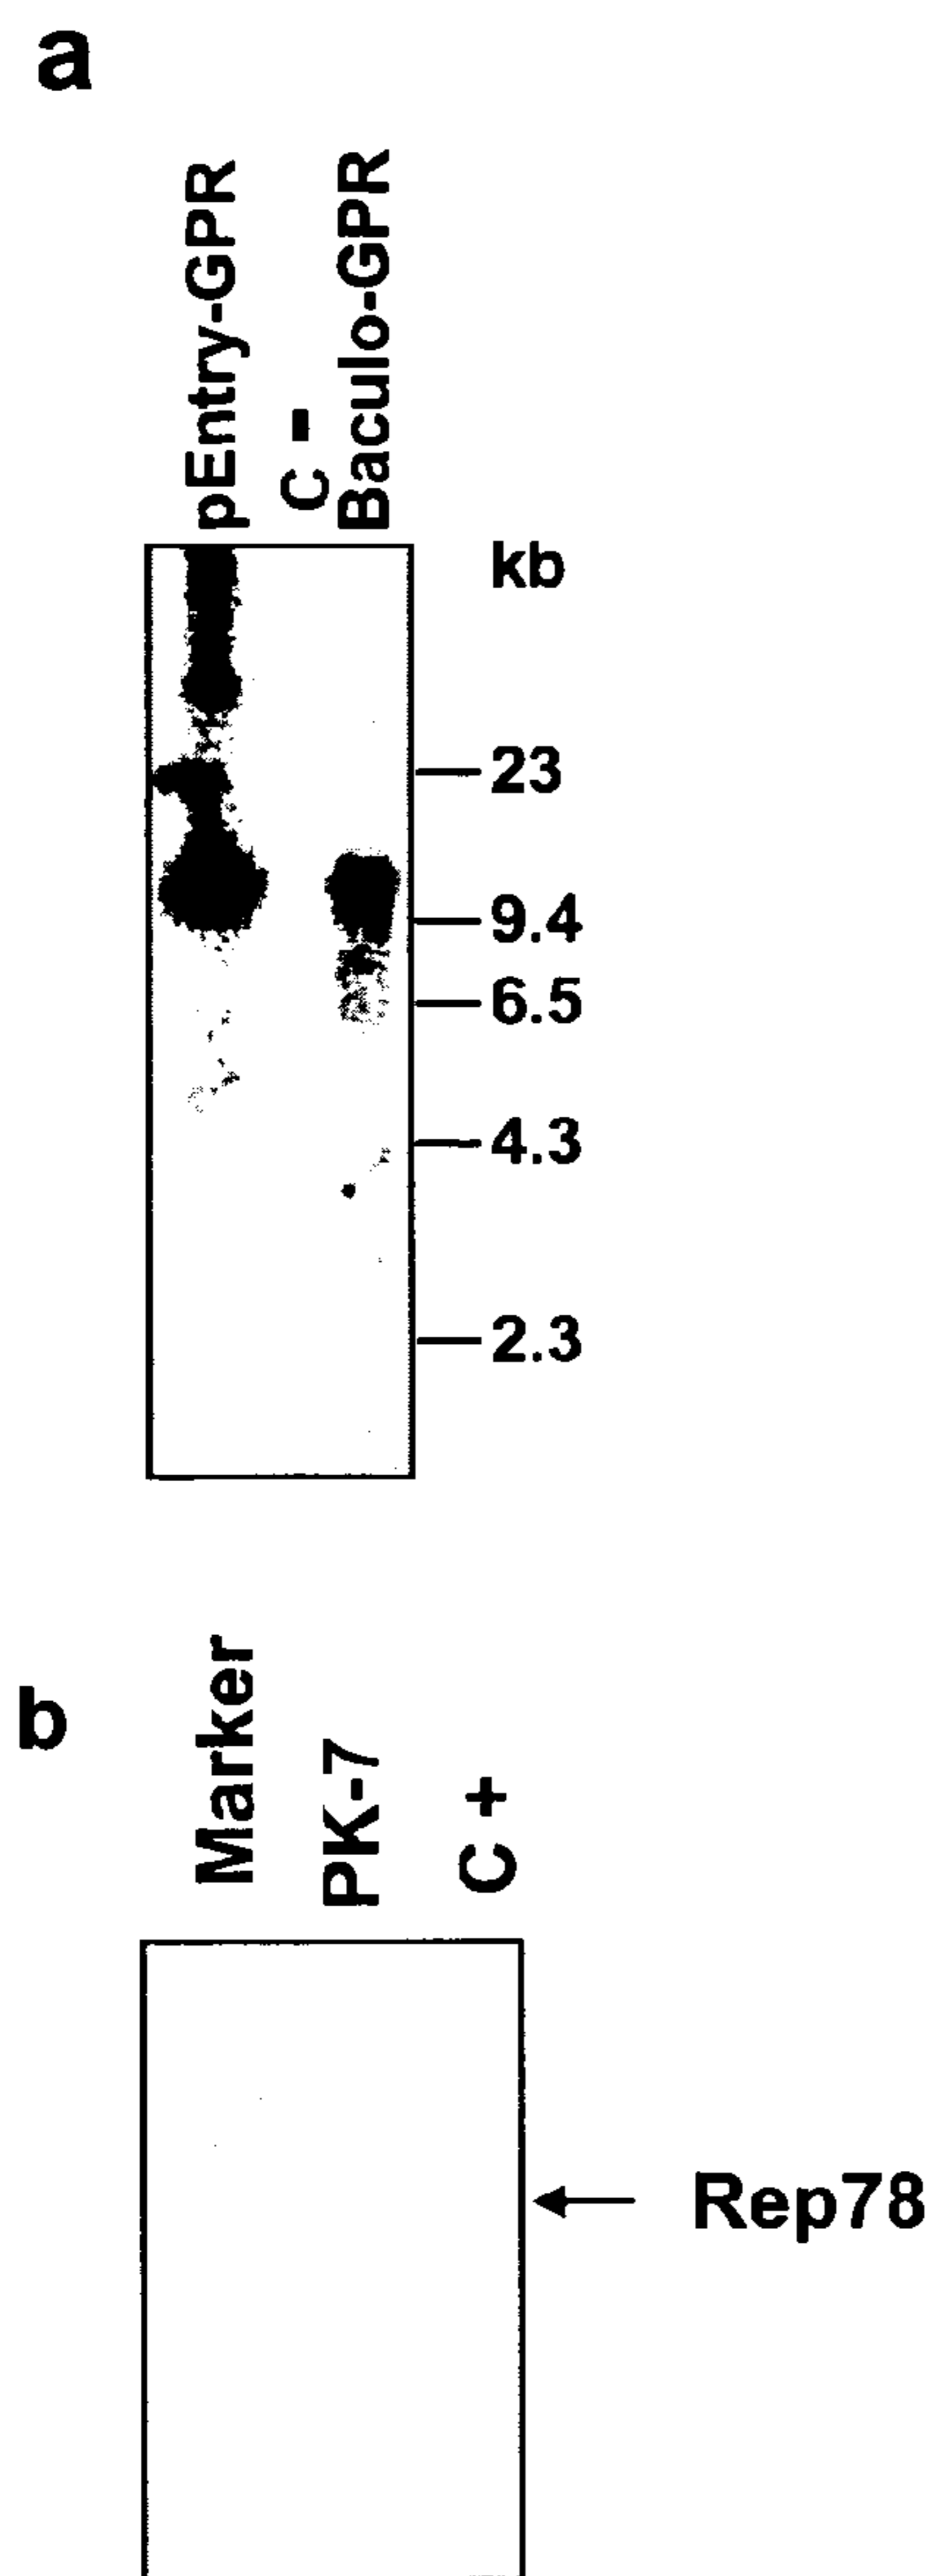 a
pEntry-GPR
C -
Baculo-GPR
kb
23
9.4
6.5
4.3
2.3
b
Marker
PK-7
C +
Rep78